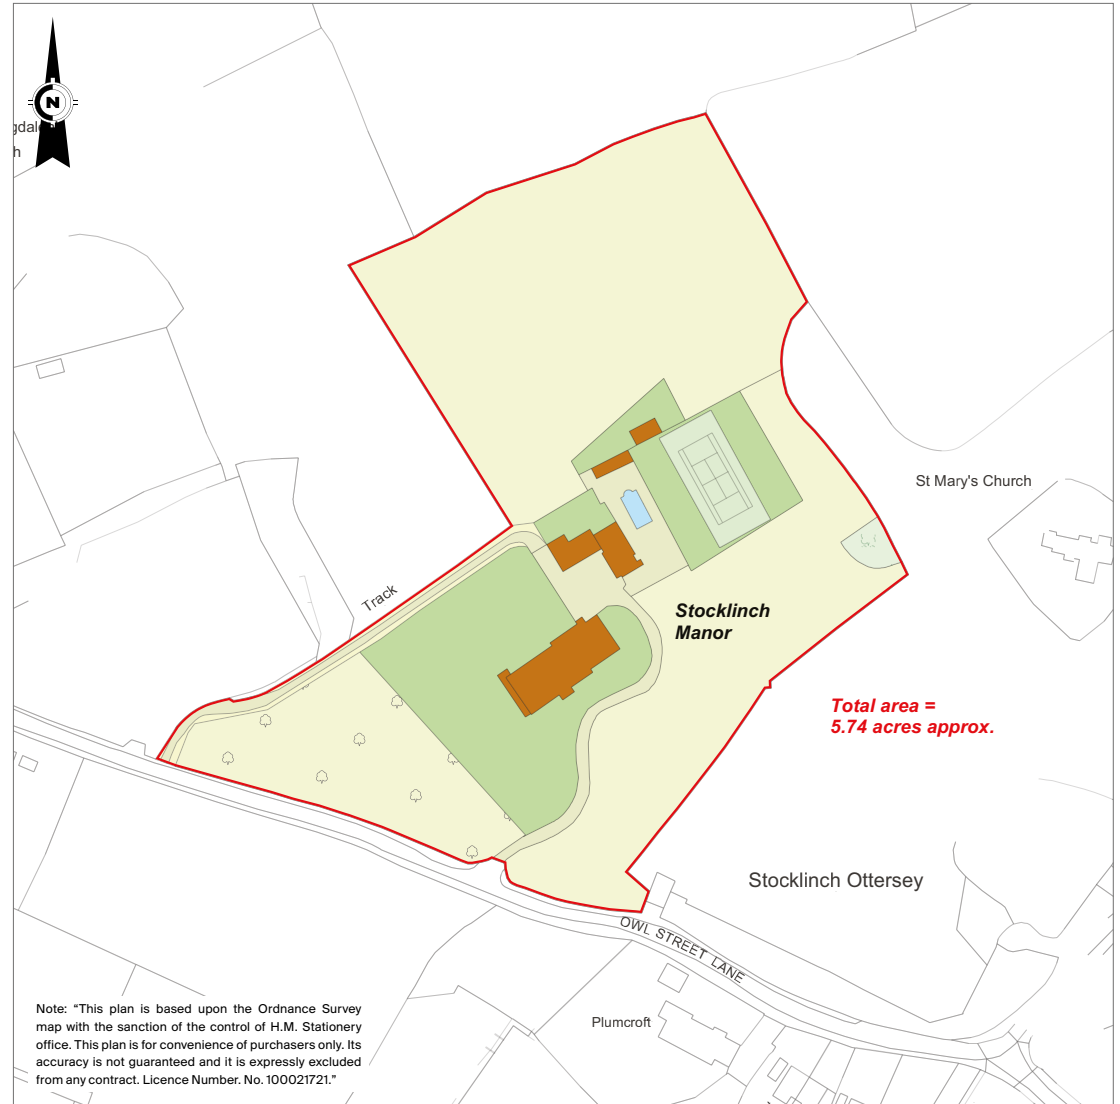 N
Track
St Mary's Church
Stocklinch
Manor
Total area =
5.74 acres approx.
Stocklinch Ottersey
OWL STREET LANE
Plumcroft
Note: “This plan is based upon the Ordnance Survey
map with the sanction of the control of H.M. Stationery
office. This plan is for convenience of purchasers only. Its
accuracy is not guaranteed and it is expressly excluded
from any contract. Licence Number. No. 100021721.”